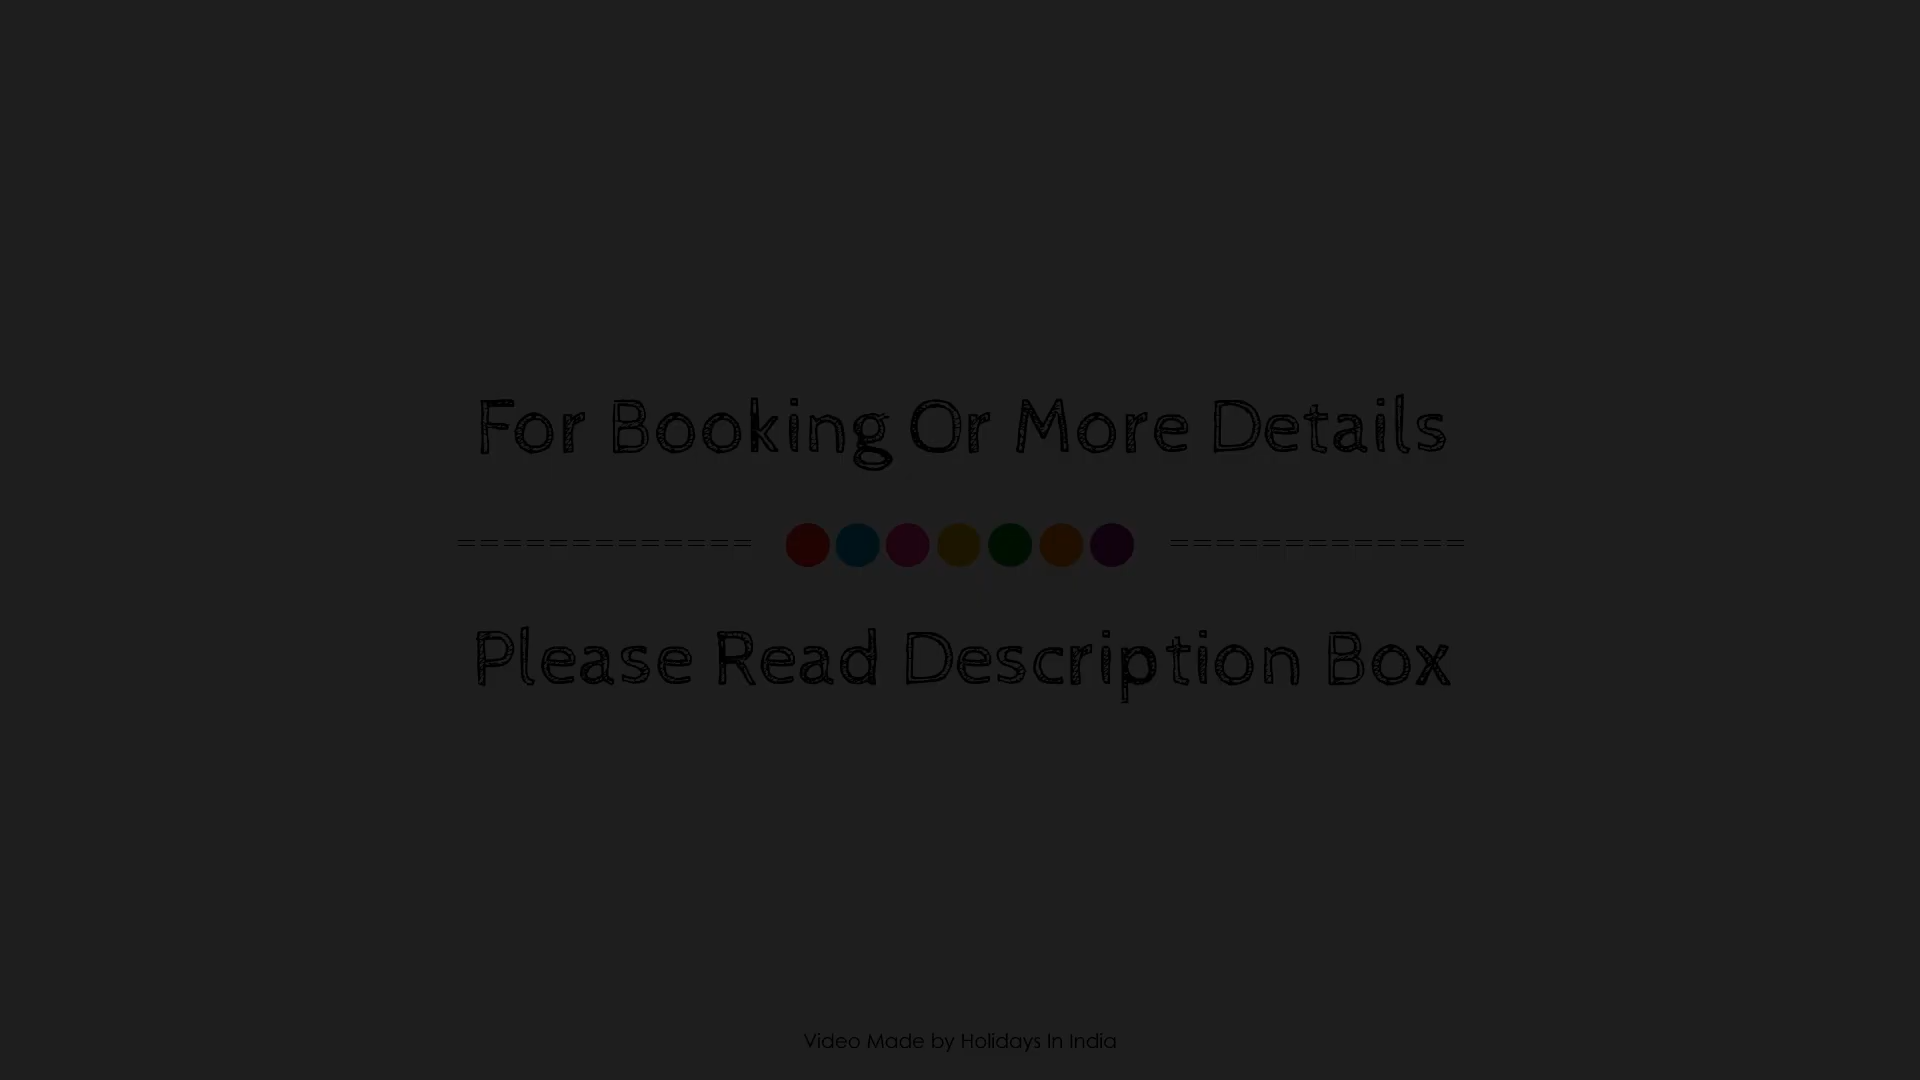 For Booking Or More Details
============= =============
Please Read Description Box
Video Made by Holidays In India